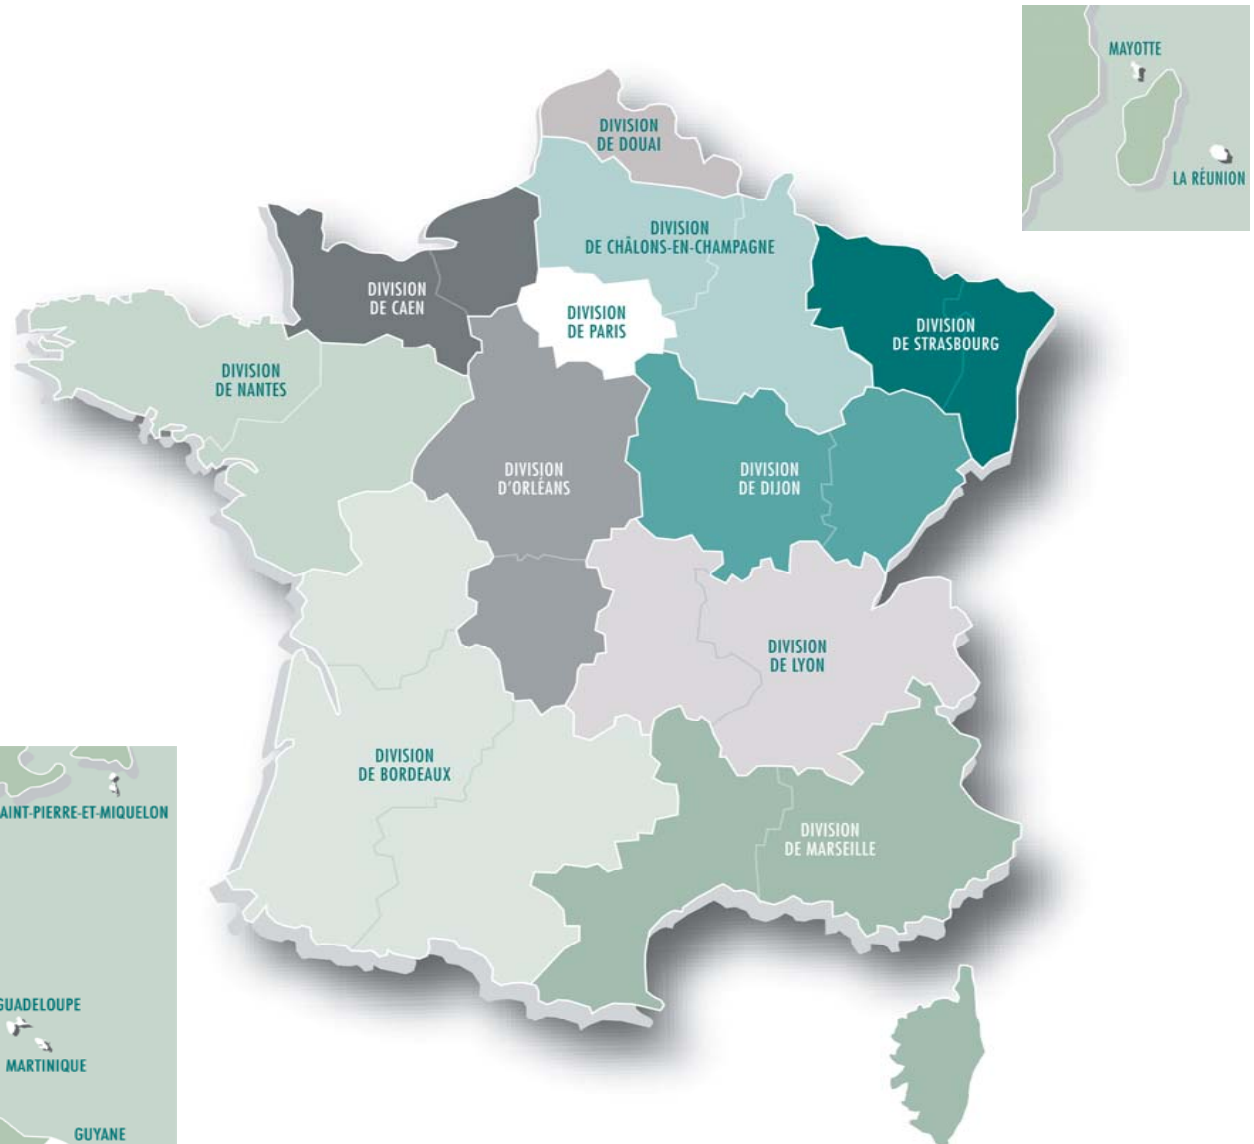 MAYOTTE
LA RÉUNION
DIVISION
DE DOUAI
DIVISION
DE CHÂLONS-EN-CHAMPAGNE
DIVISION
DE CAEN
DIVISION
DE PARIS
DIVISION
DE STRASBOURG
DIVISION
DE NANTES
DIVISION
D'ORLÉANS
DIVISION
DE DIJON
DIVISION
DE LYON
DIVISION
DE BORDEAUX
DIVISION
DE MARSEILLE
AINT-PIERRE-ET-MIQUELON
GUADELOUPE
MARTINIQUE
GUYANE